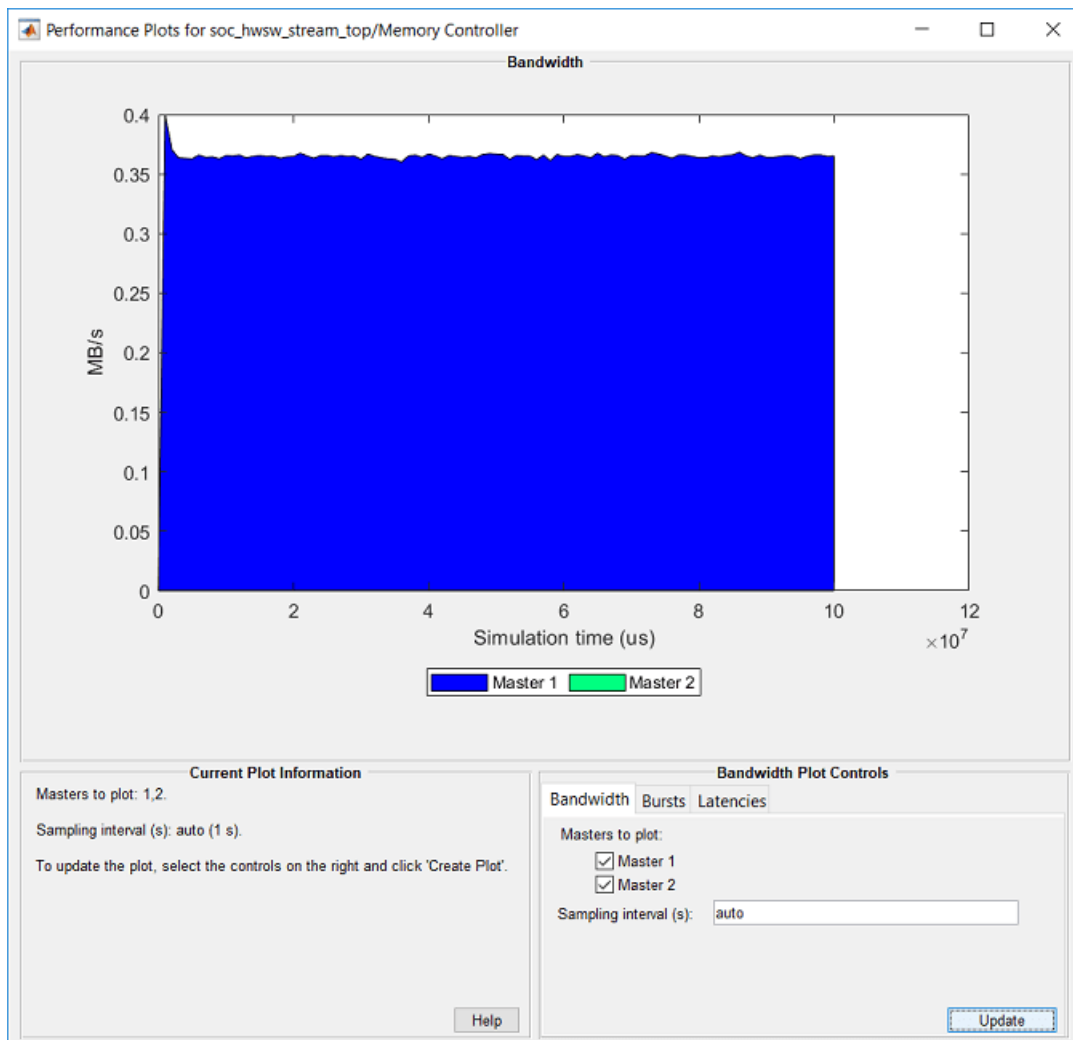 Performance Plots for soc_hwsw_stream_top/Memory Controller
Bandwidth
0.4
0.35
0.3
0.25
0.2
0.15
0.1
0.05
0
MB/s
0 2 4 6 8 10 12
Simulation time (us)
×10^7
Master 1 Master 2
Current Plot Information
Masters to plot: 1,2.
Sampling interval (s): auto (1 s).
To update the plot, select the controls on the right and click 'Create Plot'.
Help
Bandwidth Plot Controls
Bandwidth Bursts Latencies
Masters to plot:
Master 1
Master 2
Sampling interval (s): auto
Update